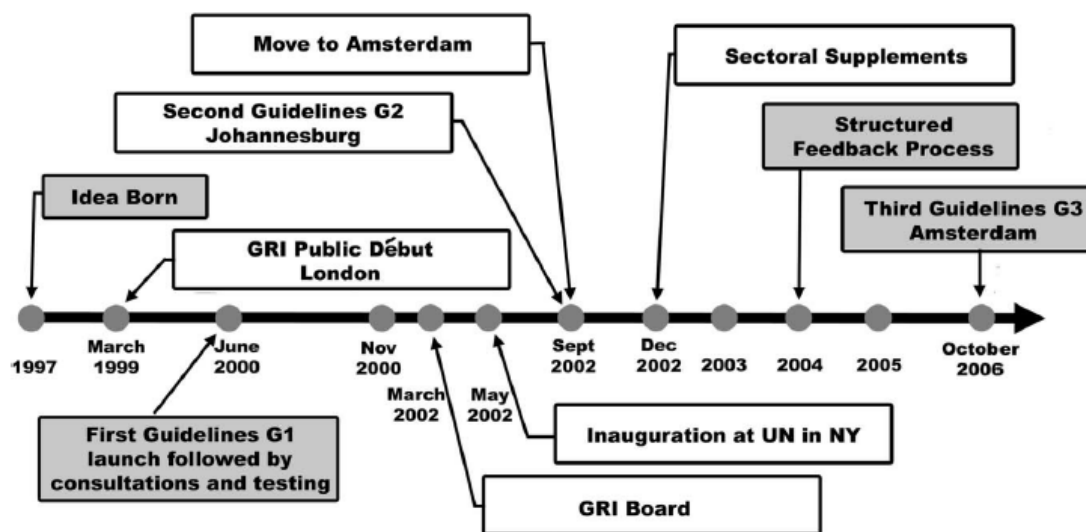 Move to Amsterdam
Sectoral Supplements
Second Guidelines G2
Johannesburg
Structured
Feedback Process
Idea Born
Third Guidelines G3
Amsterdam
GRI Public Début
London
1997
March
1999
June
2000
Nov
2000
March
2002
May
2002
Sept
2002
Dec
2002
2003
2004
2005
October
2006
First Guidelines G1
launch followed by
consultations and testing
Inauguration at UN in NY
GRI Board